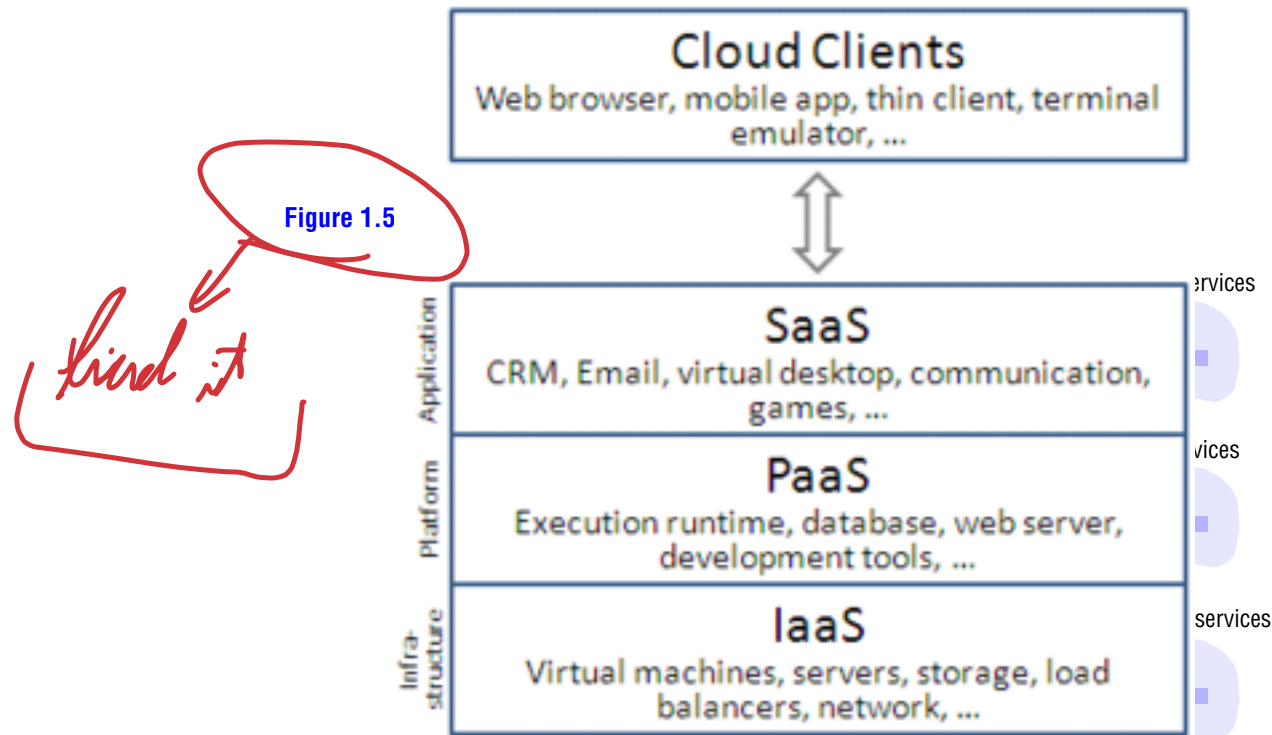 Cloud Clients
Web browser, mobile app, thin client, terminal
emulator, ...
Figure 1.5
find it
ervices
Application
SaaS
CRM, Email, virtual desktop, communication,
games, ...
vices
Platform
PaaS
Execution runtime, database, web server,
development tools, ...
services
Infra-
structure
IaaS
Virtual machines, servers, storage, load
balancers, network, ...